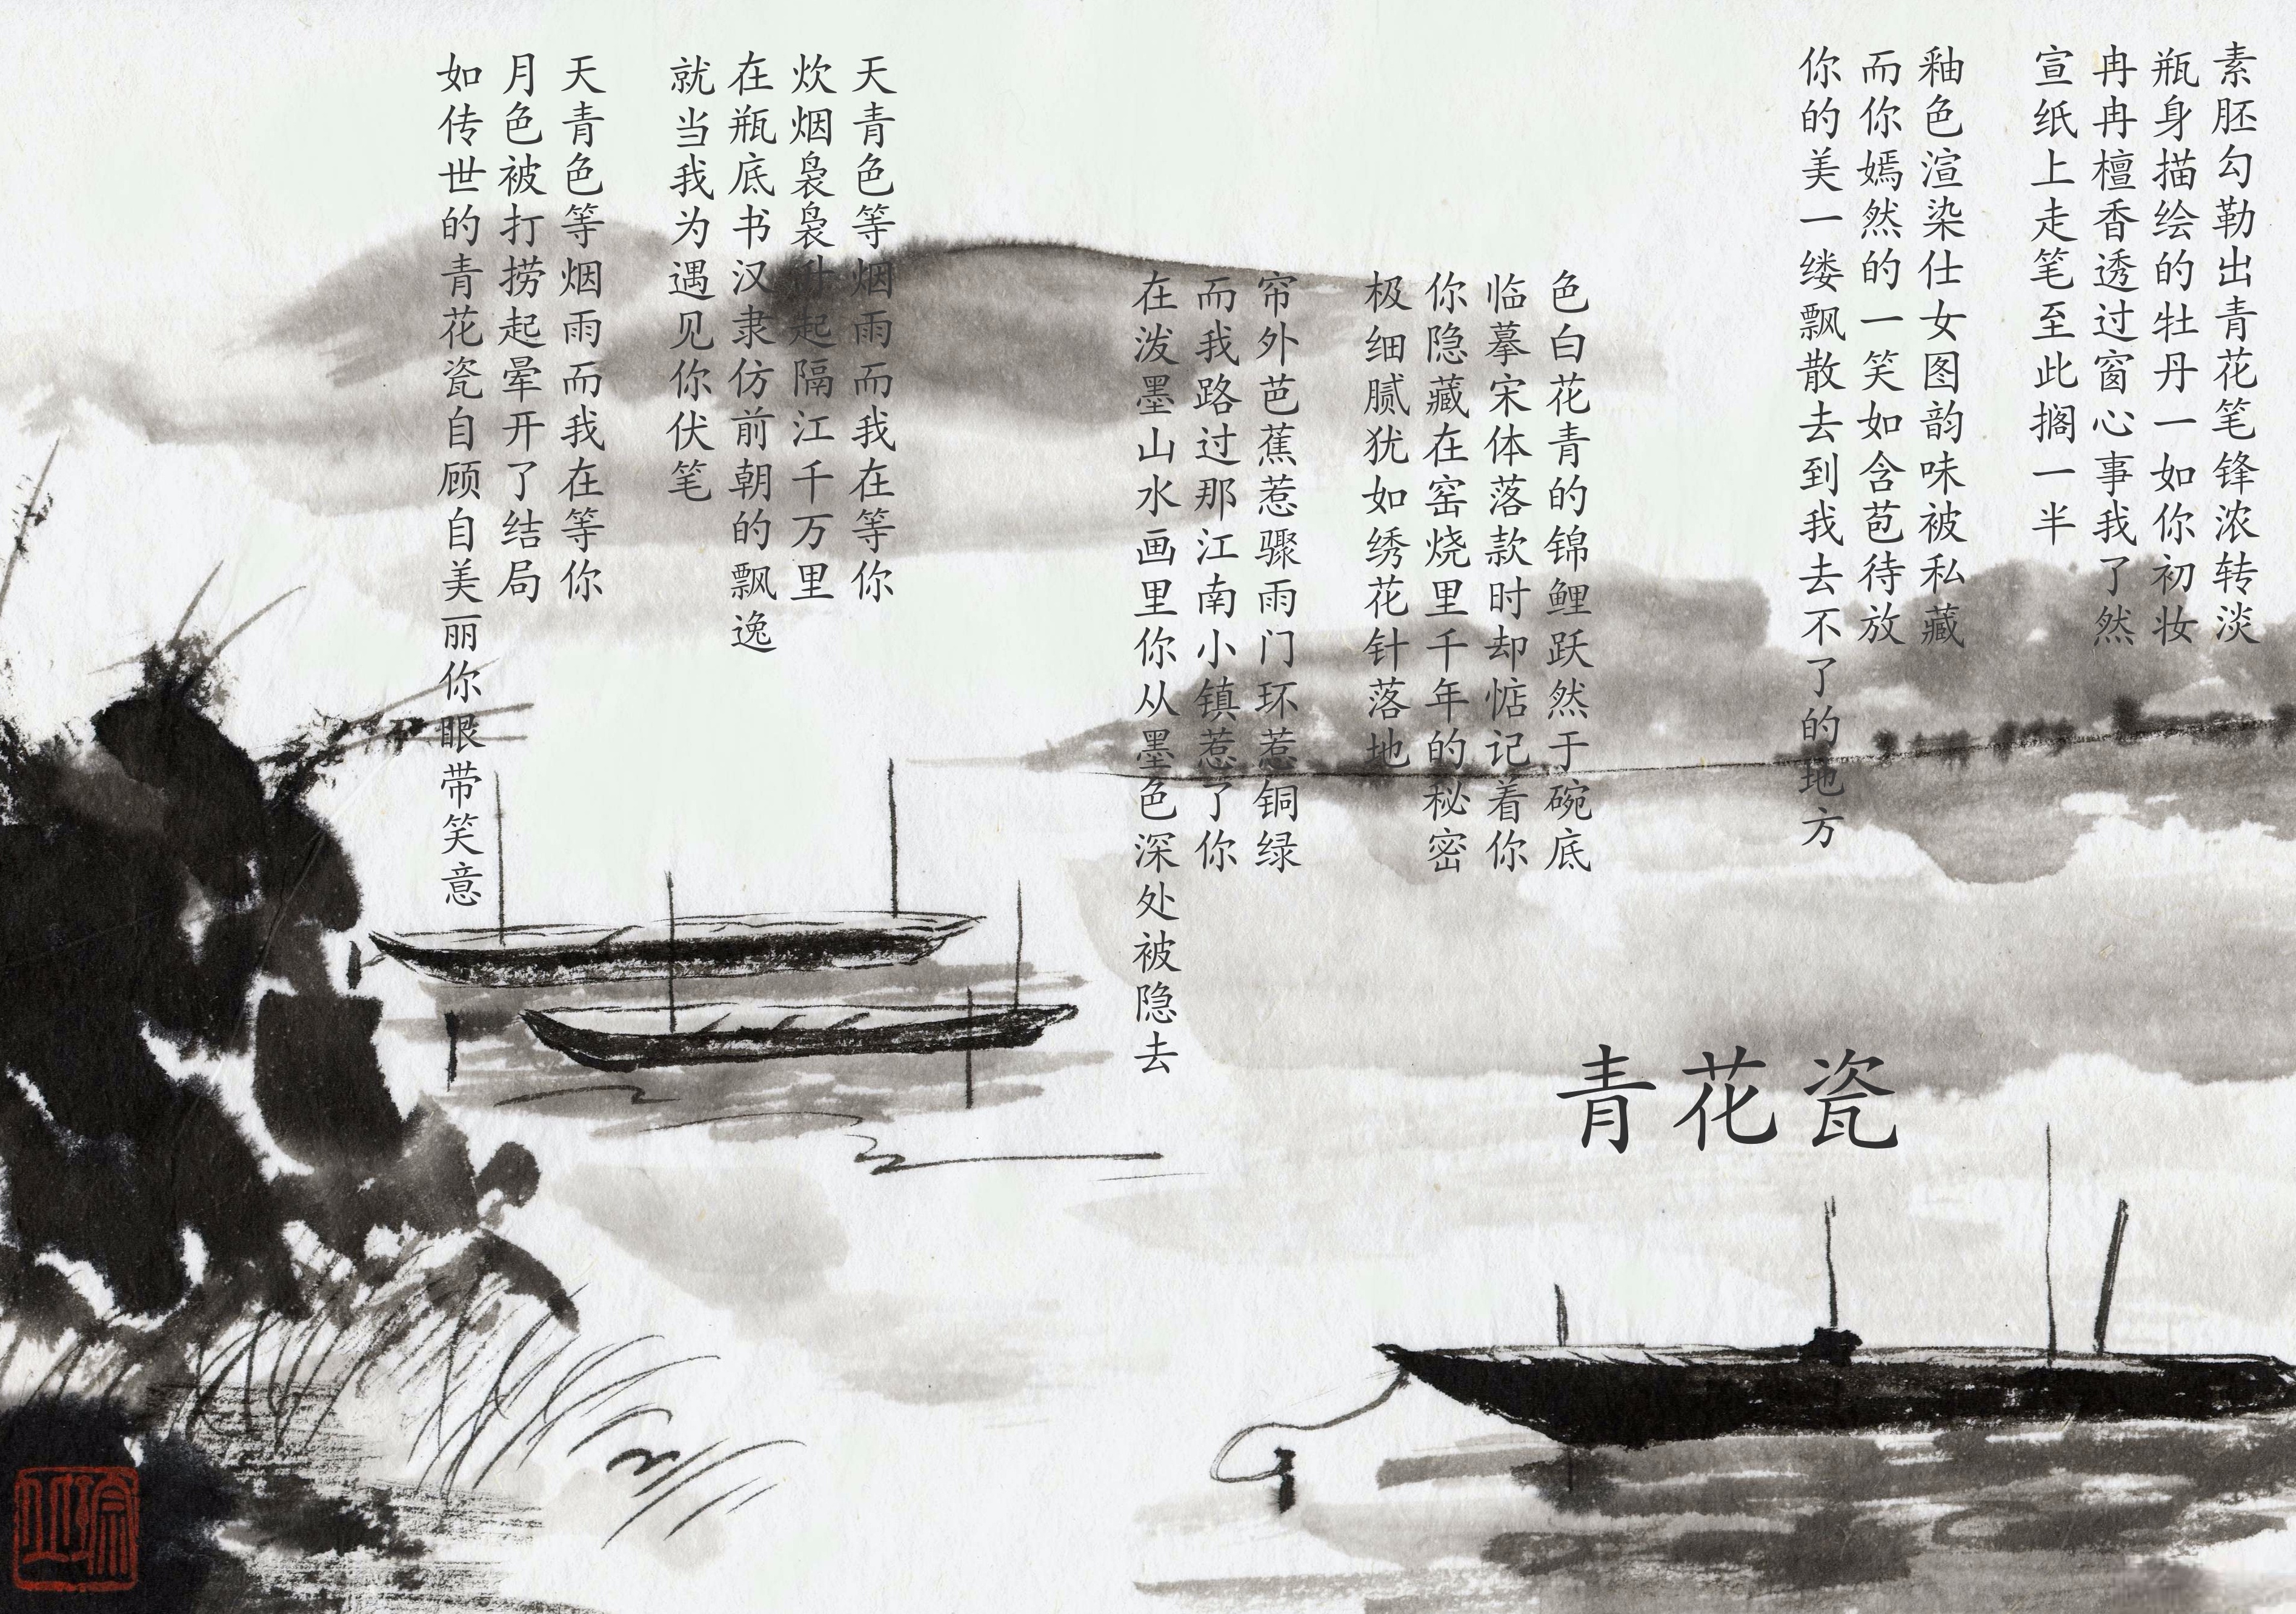 素胚勾勒出青花笔锋浓转淡
瓶身描绘的牡丹一如你初妆
冉冉檀香透过窗心事我了然
宣纸上走笔至此搁一半
釉色渲染仕女图韵味被私藏
而你嫣然的一笑如含苞待放
你的美一缕飘散去到我去不了的地方
色白花青的锦鲤跃然于碗底
临摹宋体落款时却惦记着你
你隐藏在窑烧里千年的秘密
极细腻犹如绣花针落地
帘外芭蕉惹骤雨门环惹铜绿
而我路过那江南小镇惹了你
在泼墨山水画里你从墨色深处被隐去
天青色等烟雨而我在等你
炊烟袅袅升起隔江千万里
在瓶底书汉隶仿前朝的飘逸
就当我为遇见你伏笔
天青色等烟雨而我在等你
月色被打捞起晕开了结局
如传世的青花瓷自顾自美丽你眼带笑意
青花瓷